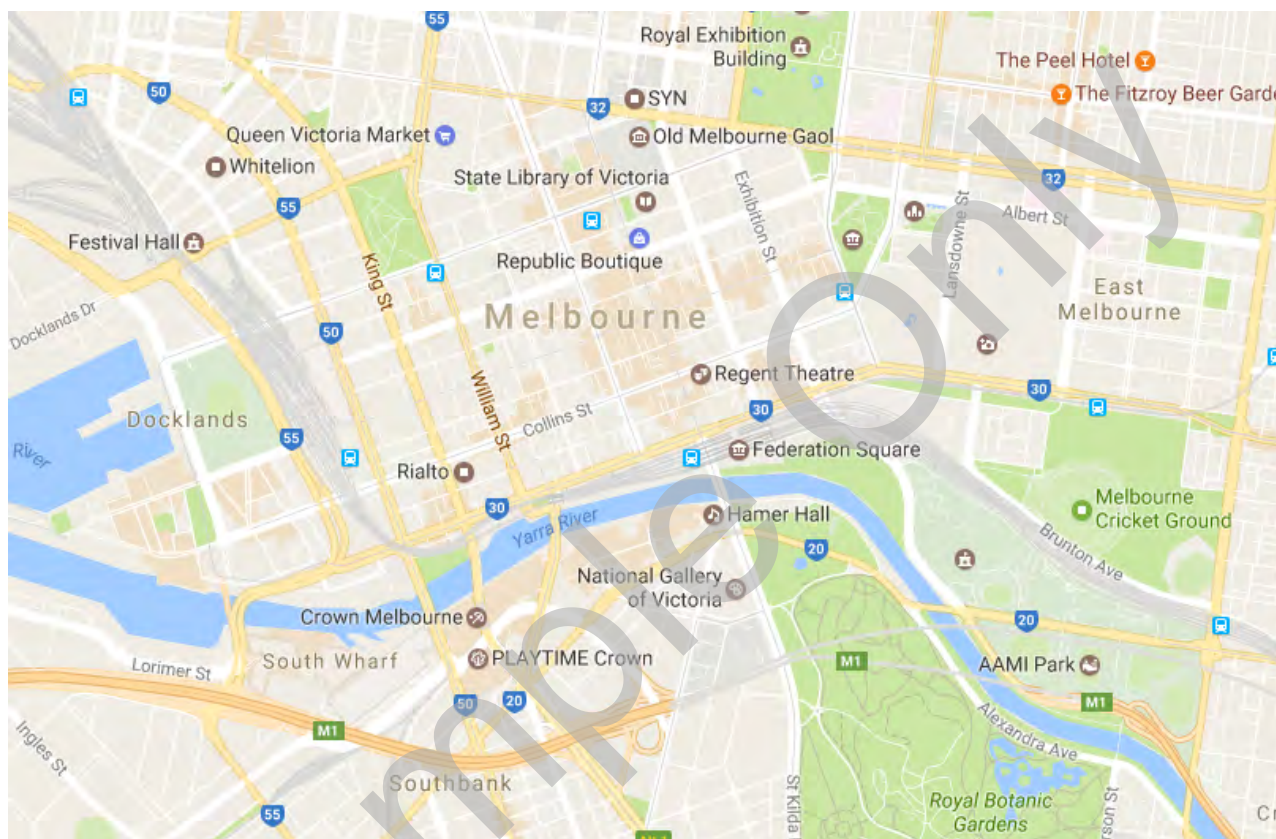 55
Royal Exhibition
Building
The Peel Hotel
50
SYN
32
The Fitzroy Beer Garde
Queen Victoria Market
Old Melbourne Gaol
Whitelion
State Library of Victoria
Exhibition St
32
55
Albert St
Lansdowne St
Festival Hall
Republic Boutique
King St
East
Melbourne
Docklands Dr
Melbourne
50
Regent Theatre
30
William St
Collins St
30
Docklands
55
River
Federation Square
Rialto
30
Melbourne
Cricket Ground
Yarra River
Hamer Hall
20
Brunton Ave
National Gallery
of Victoria
Crown Melbourne
20
South Wharf
PLAYTIME Crown
M1
AAMI Park
Lorimer St
50
20
M1
Alexandra Ave
M1
Ingles St
Southbank
St Kilda
Royal Botanic
Gardens
55
rson St
mple Only